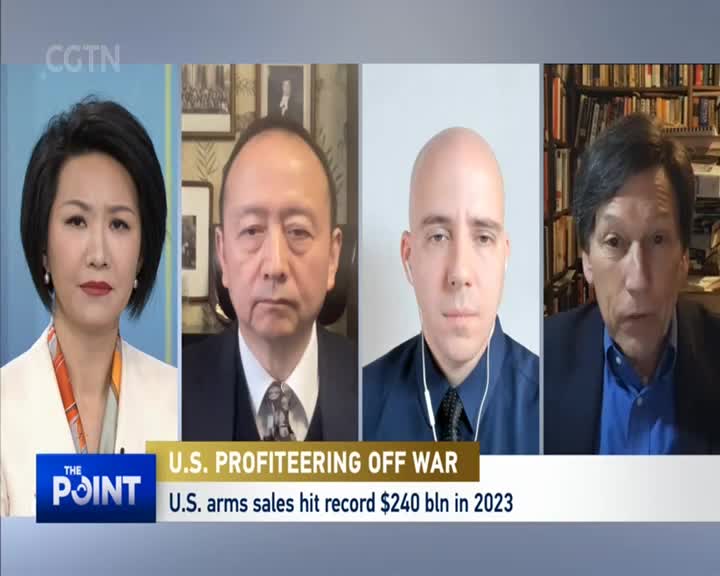 CGTN
U.S. PROFITEERING OFF WAR
THE
POINT
U.S. arms sales hit record $240 bln in 2023